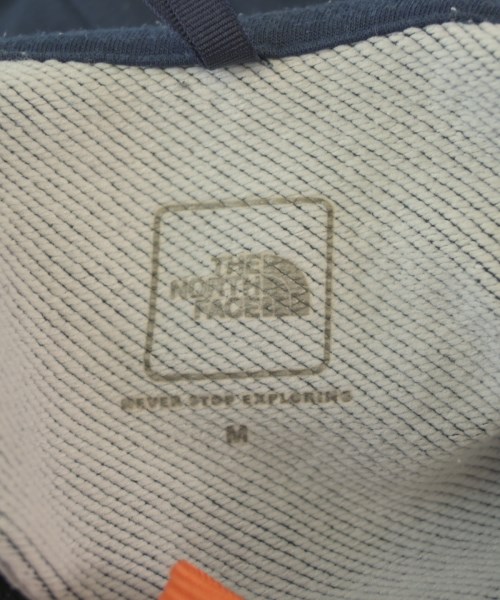 THE
NORTH
FACE
NEVER STOP EXPLORING
M